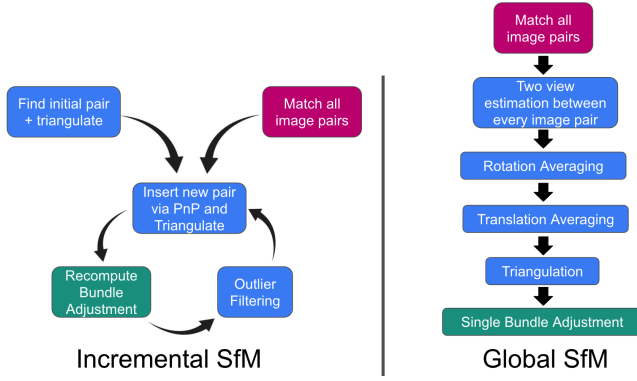 Find initial pair
+ triangulate
Match all
image pairs
Insert new pair
via PnP and
Triangulate
Recompute
Bundle
Adjustment
Outlier
Filtering
Incremental SfM
Match all
image pairs
Two view
estimation between
every image pair
Rotation Averaging
Translation Averaging
Triangulation
Single Bundle Adjustment
Global SfM